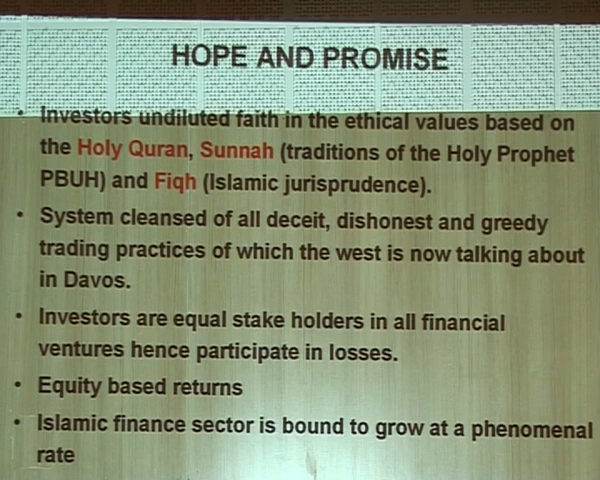 HOPE AND PROMISE
• Investors undiluted faith in the ethical values based on
the Holy Quran, Sunnah (traditions of the Holy Prophet
PBUH) and Fiqh (Islamic jurisprudence).
• System cleansed of all deceit, dishonest and greedy
trading practices of which the west is now talking about
in Davos.
• Investors are equal stake holders in all financial
ventures hence participate in losses.
• Equity based returns
• Islamic finance sector is bound to grow at a phenomenal
rate